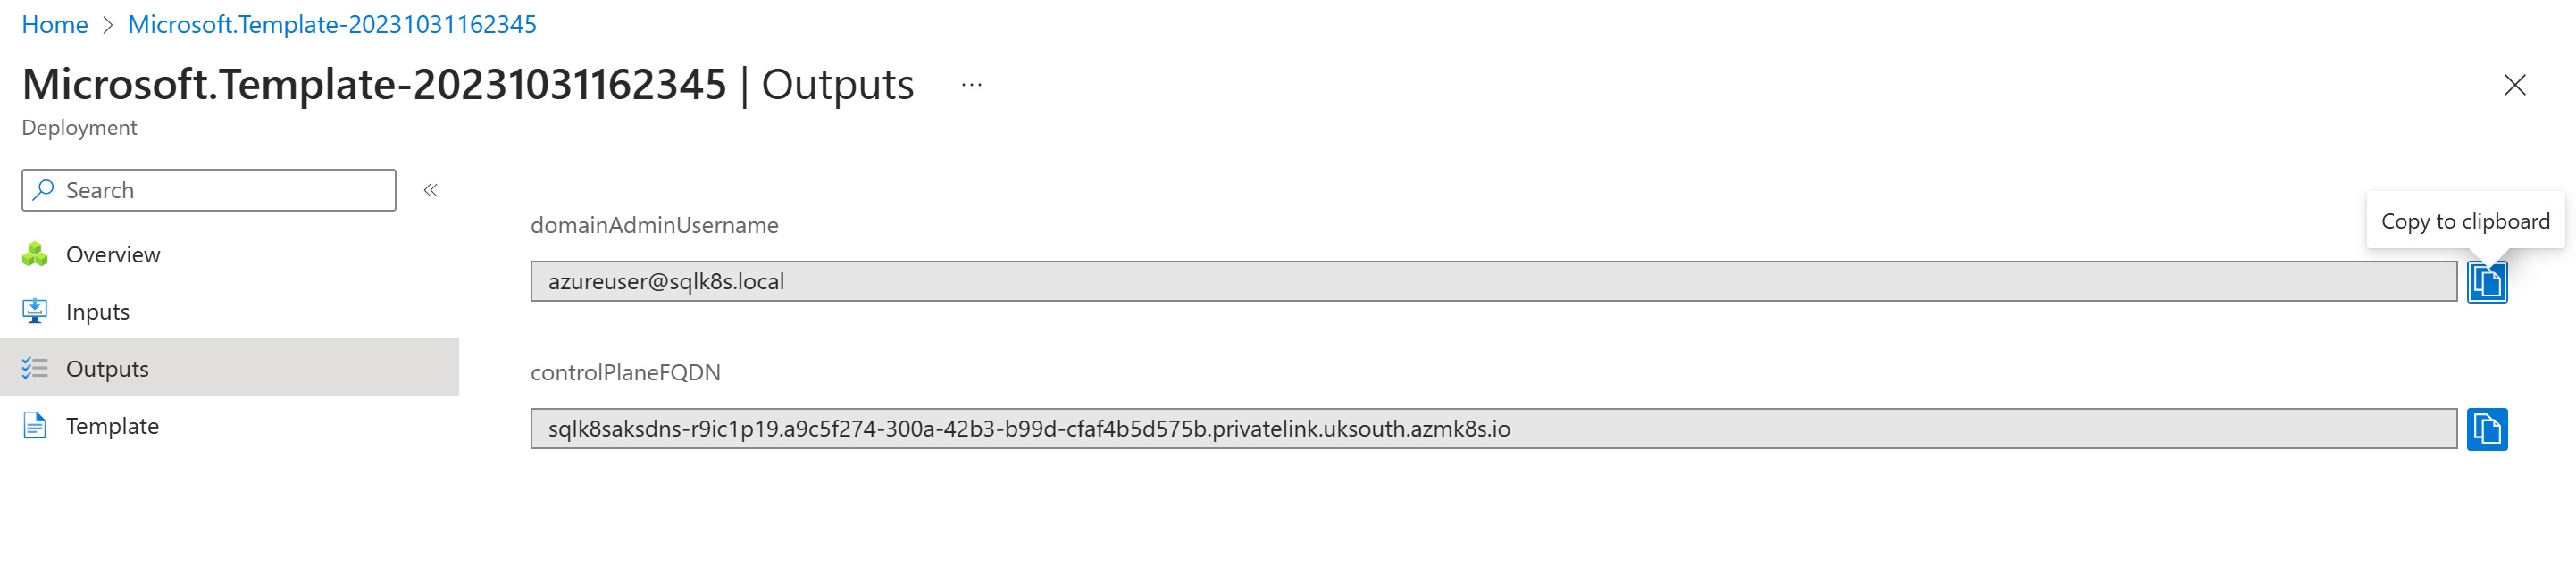 Home > Microsoft.Template-20231031162345
Microsoft.Template-20231031162345 | Outputs ...
Deployment
Search «
Overview
Inputs
Outputs
Template
Copy to clipboard
domainAdminUsername
azureuser@sqlk8s.local
controlPlaneFQDN
sqlk8saksdns-r9ic1p19.a9c5f274-300a-42b3-b99d-cfaf4b5d575b.privatelink.uksouth.azmk8s.io